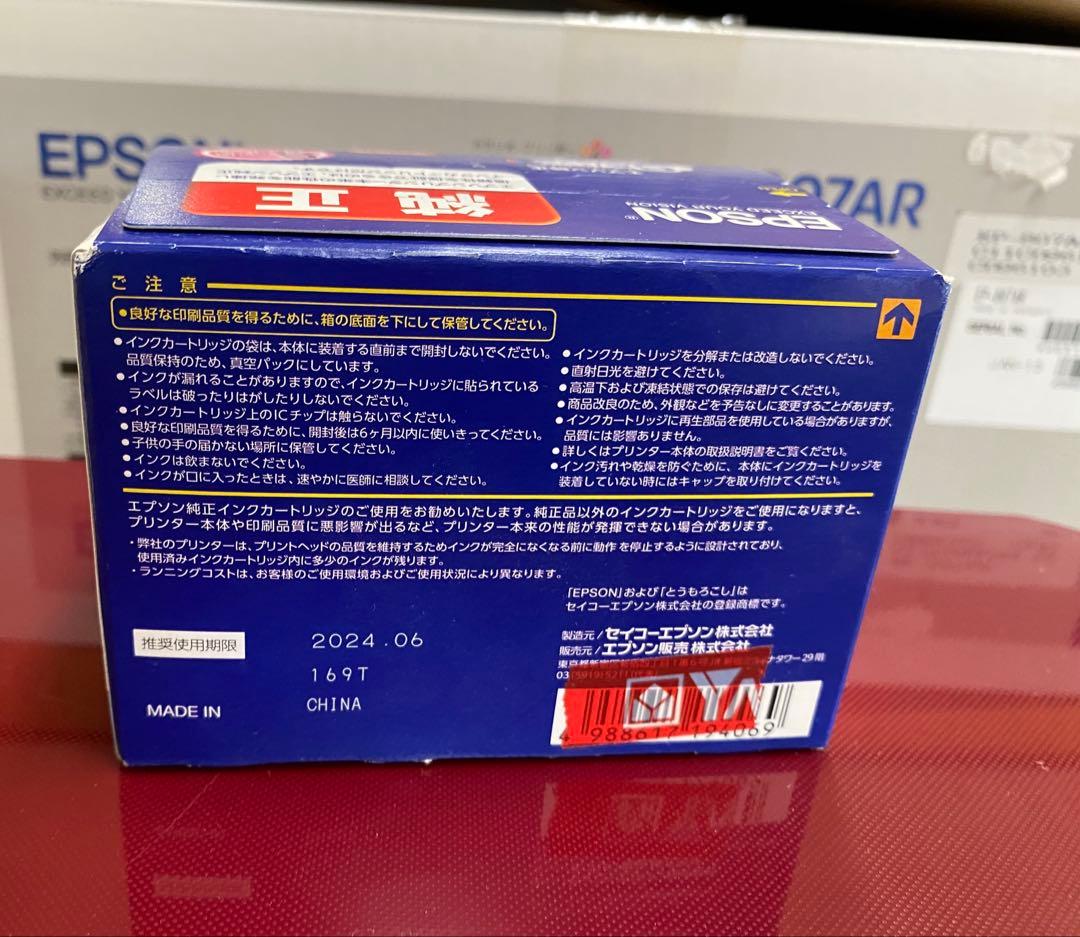 EPSON
07AR
純正
EPSON
EXCEED YOUR VISION
ご注意
●良好な印刷品質を得るために、箱の底面を下にして保管してください。
●インクカートリッジの袋は、本体に装着する直前まで開封しないでください。
品質保持のため、真空パックにしています。
●インクが漏れることがありますので、インクカートリッジに貼られている
ラベルは破ったりはがしたりしないでください。
●インクカートリッジ上のICチップは触らないでください。
●良好な印刷品質を得るために、開封後は6ヶ月以内に使いきってください。
●子供の手の届かない場所に保管してください。
●インクは飲まないでください。
●インクが口に入ったときは、速やかに医師に相談してください。
●インクカートリッジを分解または改造しないでください。
●直射日光を避けてください。
●高温下および凍結状態での保存は避けてください。
●商品改良のため、外観などを予告なしに変更することがあります。
●インクカートリッジに再生部品を使用している場合がありますが、
品質には影響ありません。
●詳しくはプリンター本体の取扱説明書をご覧ください。
●インク汚れや乾燥を防ぐために、本体にインクカートリッジを
装着していない時にはキャップを取り付けてください。
エプソン純正インクカートリッジのご使用をお勧めいたします。純正品以外のインクカートリッジをご使用になりますと、
プリンター本体や印刷品質に悪影響が出るなど、プリンター本来の性能が発揮できない場合があります。
・弊社のプリンターは、プリントヘッドの品質を維持するためインクが完全になくなる前に動作を停止するように設計されており、
使用済みインクカートリッジ内に多少のインクが残ります。
・ランニングコストは、お客様のご使用環境およびご使用状況により異なります。
「EPSON」および「とうもろこし」は
セイコーエプソン株式会社の登録商標です。
製造元/セイコーエプソン株式会社
販売元/エプソン販売株式会社
タワー29階
推奨使用期限 2024.06
169T
MADE IN CHINA
YA
4 988617 194069